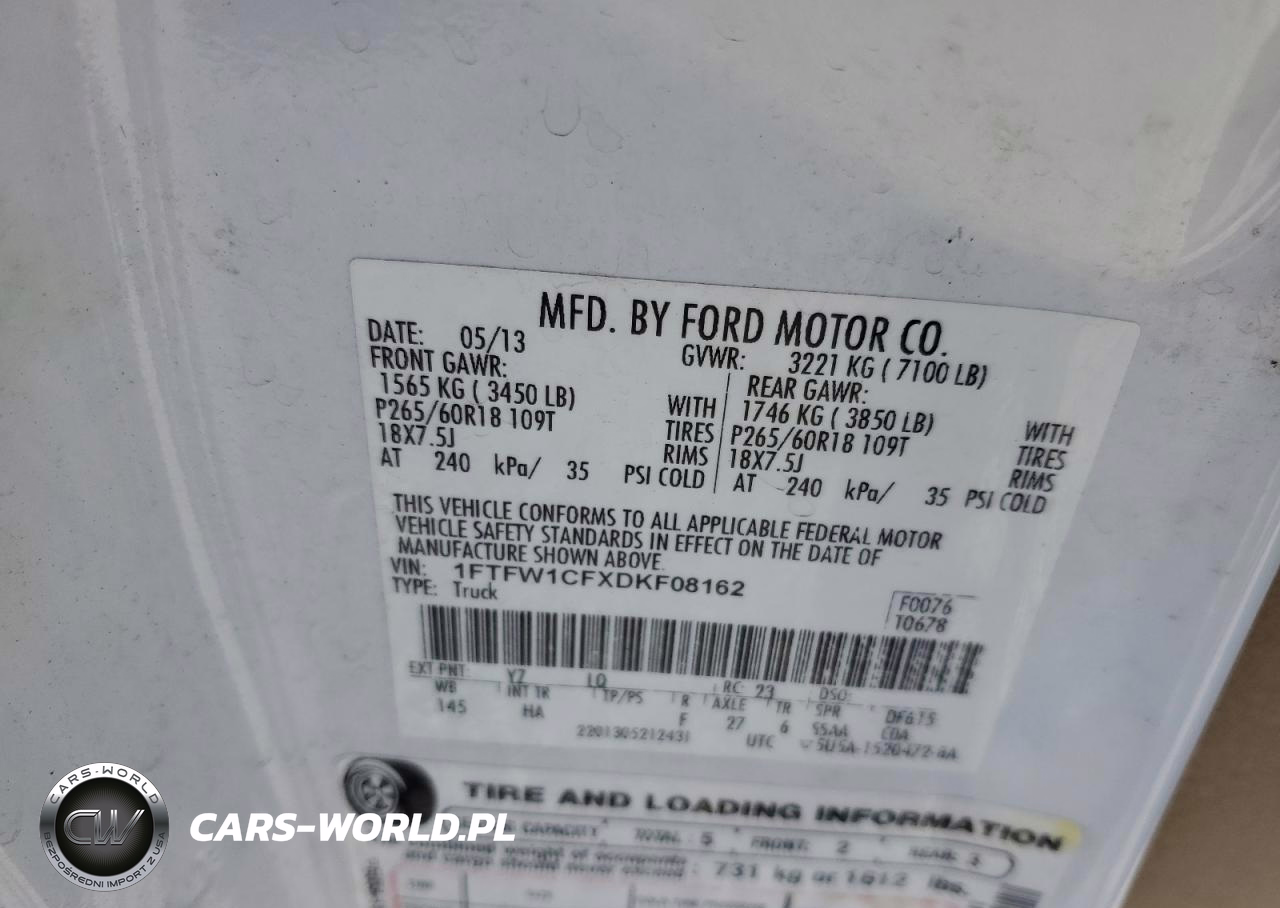 MFD. BY FORD MOTOR CO.
DATE: 05/13 GVWR: 3221 KG ( 7100 LB)
FRONT GAWR: REAR GAWR:
1565 KG ( 3450 LB) WITH 1746 KG ( 3850 LB) WITH
P265/60R18 109T TIRES P265/60R18 109T TIRES
18X7.5J RIMS 18X7.5J RIMS
AT 240 kPa/ 35 PSI COLD AT 240 kPa/ 35 PSI COLD
THIS VEHICLE CONFORMS TO ALL APPLICABLE FEDERAL MOTOR
VEHICLE SAFETY STANDARDS IN EFFECT ON THE DATE OF
MANUFACTURE SHOWN ABOVE.
VIN: 1FTFW1CFXDKF08162
TYPE: Truck
F0076
T0678
EXT PNT: YZ LQ RC: 23 DSO:
WB INT TR TP/PS R AXLE TR SPR
145 HA F 27 6 55AA
2201305212431 UTC
TIRE AND LOADING INFORMATION
TOTAL : 5 FRONT: 2
731 kg or 1612 lbs.
CARS-WORLD
CW
BEZPOŚREDNI IMPORT Z USA
CARS-WORLD.PL